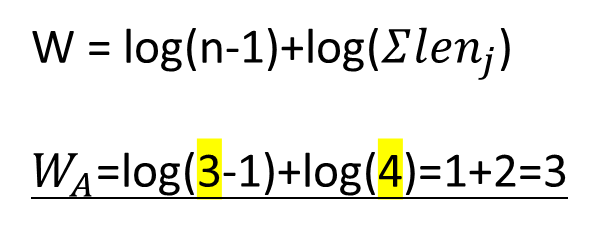 W = log(n-1)+log(Σlenⱼ)
W_A=log(3-1)+log(4)=1+2=3